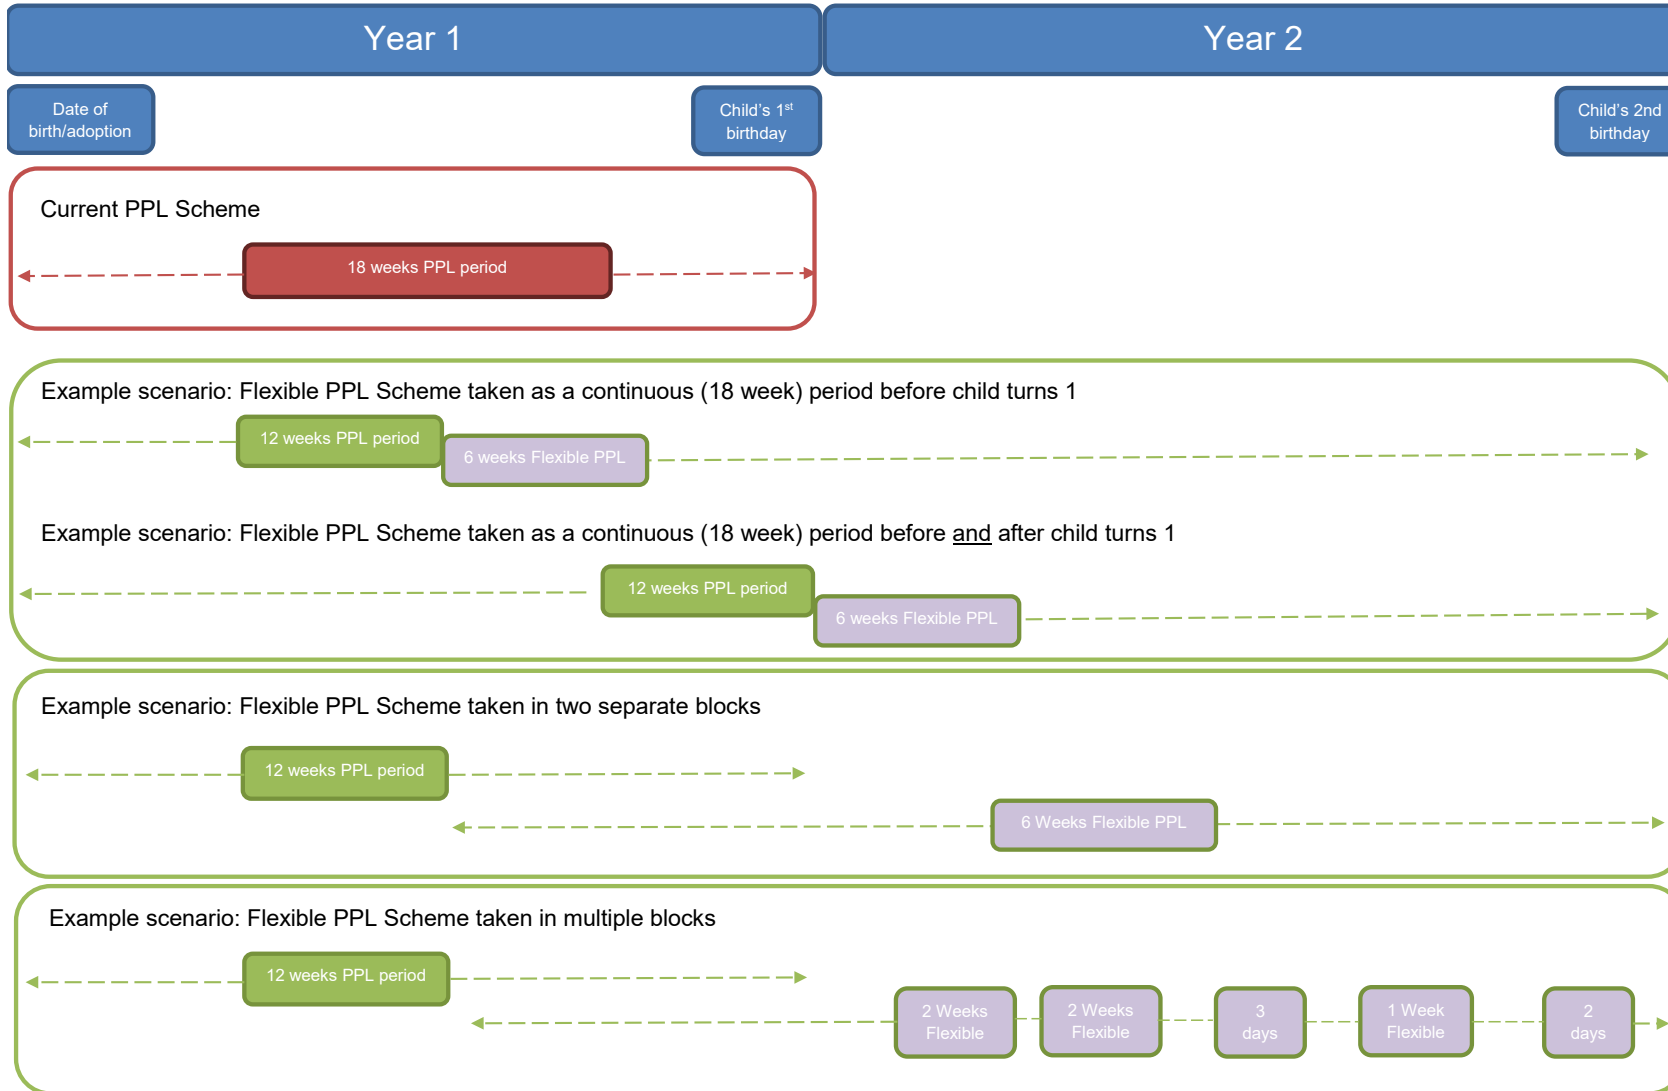 Year 1
Year 2
Date of
birth/adoption
Child's 1st
birthday
Child's 2nd
birthday
Current PPL Scheme
18 weeks PPL period
Example scenario: Flexible PPL Scheme taken as a continuous (18 week) period before child turns 1
12 weeks PPL period
6 weeks Flexible PPL
Example scenario: Flexible PPL Scheme taken as a continuous (18 week) period before and after child turns 1
12 weeks PPL period
6 weeks Flexible PPL
Example scenario: Flexible PPL Scheme taken in two separate blocks
12 weeks PPL period
6 Weeks Flexible PPL
Example scenario: Flexible PPL Scheme taken in multiple blocks
12 weeks PPL period
2 Weeks
Flexible
2 Weeks
Flexible
3
days
1 Week
Flexible
2
days